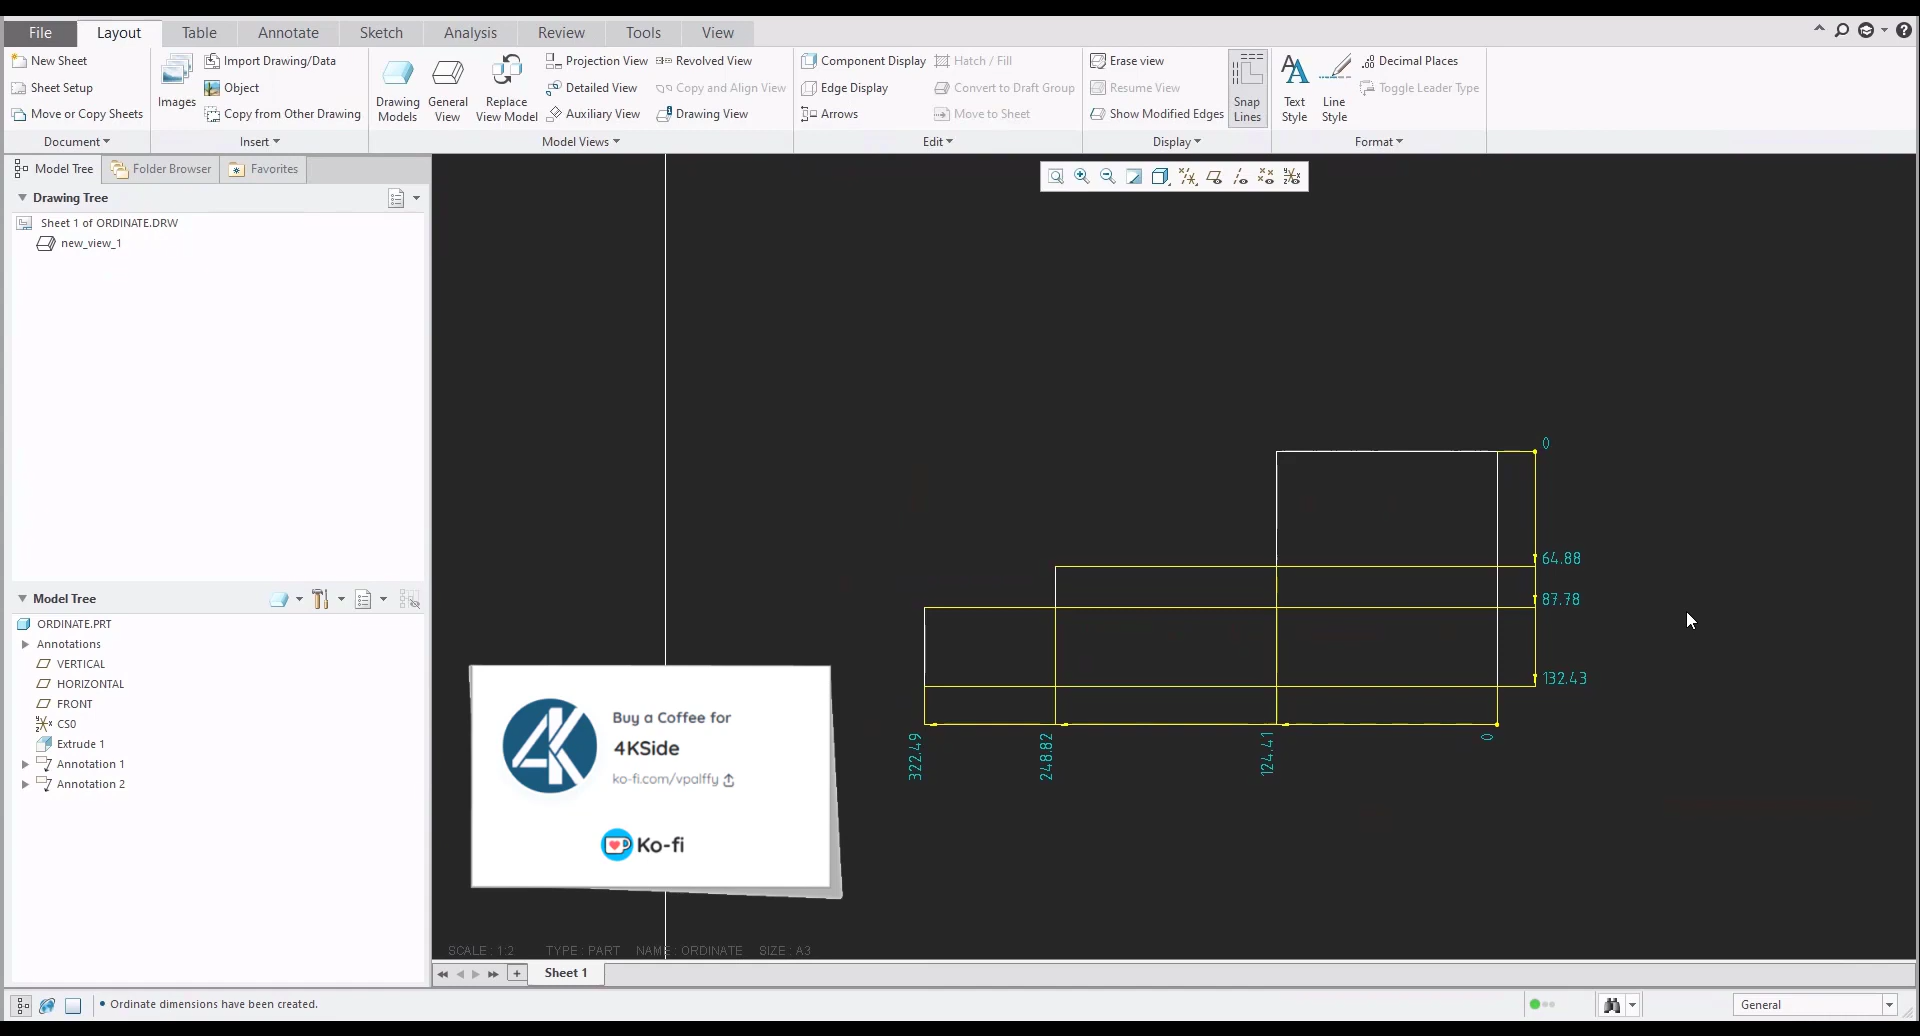 File Layout Table Annotate Sketch Analysis Review Tools View
New Sheet
Sheet Setup
Move or Copy Sheets
Document
Images
Import Drawing/Data
Object
Copy from Other Drawing
Insert
Drawing Models
General View
Replace View Model
Projection View
Detailed View
Auxiliary View
Revolved View
Copy and Align View
Drawing View
Model Views
Component Display
Edge Display
Arrows
Hatch / Fill
Convert to Draft Group
Move to Sheet
Edit
Erase view
Resume View
Show Modified Edges
Snap Lines
Display
Text Style
Line Style
Decimal Places
Toggle Leader Type
Format
Model Tree Folder Browser Favorites
Drawing Tree
Sheet 1 of ORDINATE.DRW
new_view_1
Model Tree
ORDINATE.PRT
Annotations
VERTICAL
HORIZONTAL
FRONT
CS0
Extrude 1
Annotation 1
Annotation 2
0
64.88
87.78
132.43
322.49
248.82
124.41
0
4K
Buy a Coffee for
4KSide
ko-fi.com/vpalffy
Ko-fi
SCALE : 1:2 TYPE : PART NAME : ORDINATE SIZE : A3
Sheet 1
Ordinate dimensions have been created.
General